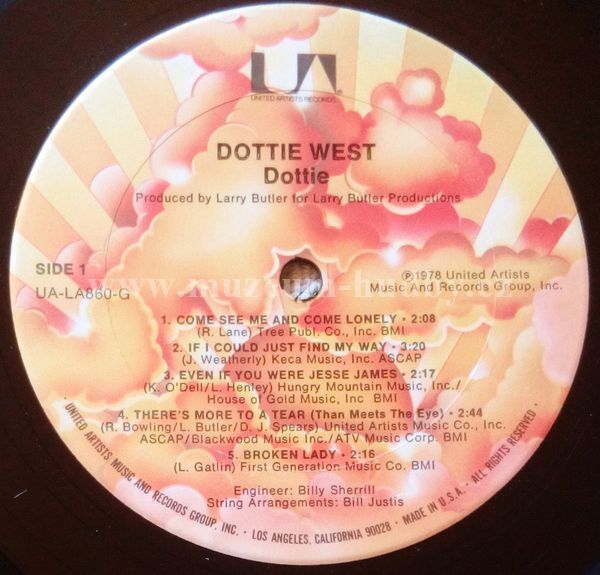 UA
UNITED ARTISTS RECORDS®
DOTTIE WEST
Dottie
Produced by Larry Butler for Larry Butler Productions
SIDE 1
UA-LA860-G
℗1978 United Artists
Music And Records Group, Inc.
1. COME SEE ME AND COME LONELY • 2:08
(R. Lane) Tree Publ. Co., Inc. BMI
2. IF I COULD JUST FIND MY WAY • 3:20
(J. Weatherly) Keca Music, Inc. ASCAP
3. EVEN IF YOU WERE JESSE JAMES • 2:17
(K. O'Dell/L. Henley) Hungry Mountain Music, Inc./
House of Gold Music, Inc BMI
4. THERE'S MORE TO A TEAR (Than Meets The Eye) • 2:44
(R. Bowling/L. Butler/D. J. Spears) United Artists Music Co., Inc.
ASCAP/Blackwood Music Inc./ATV Music Corp. BMI
5. BROKEN LADY • 2:16
(L. Gatlin) First Generation Music Co. BMI
Engineer: Billy Sherrill
String Arrangements: Bill Justis
• UNITED ARTISTS MUSIC AND RECORDS GROUP, INC. • LOS ANGELES, CALIFORNIA 90028 • MADE IN U.S.A. • ALL RIGHTS RESERVED •